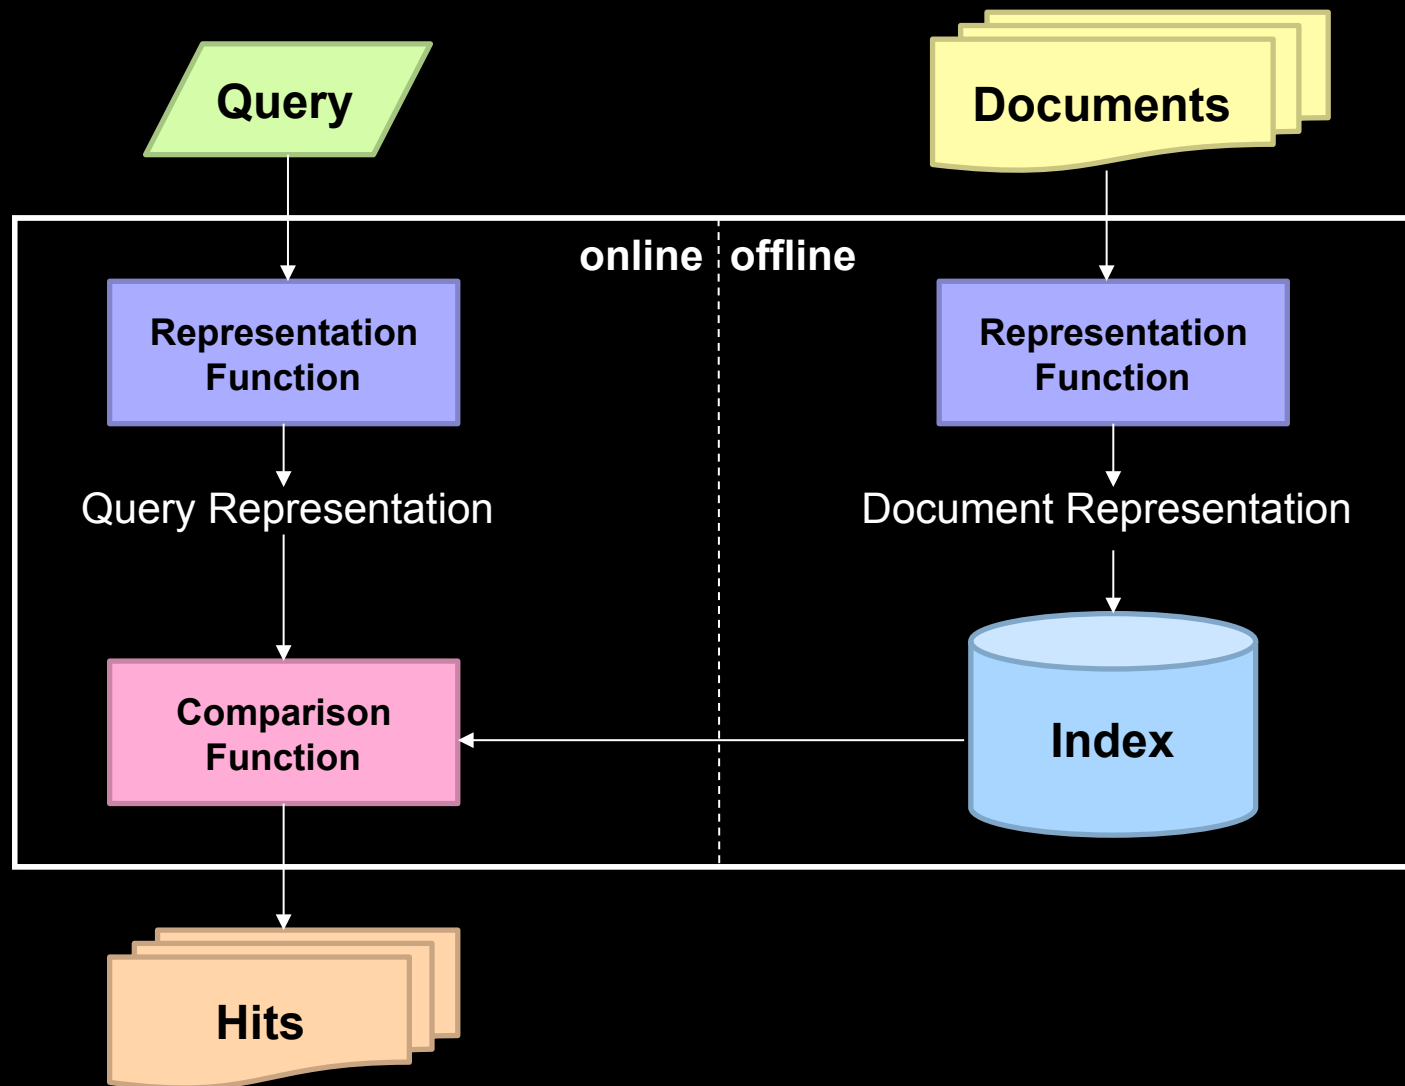 Query
Documents
online
offline
Representation
Function
Representation
Function
Query Representation
Document Representation
Comparison
Function
Index
Hits